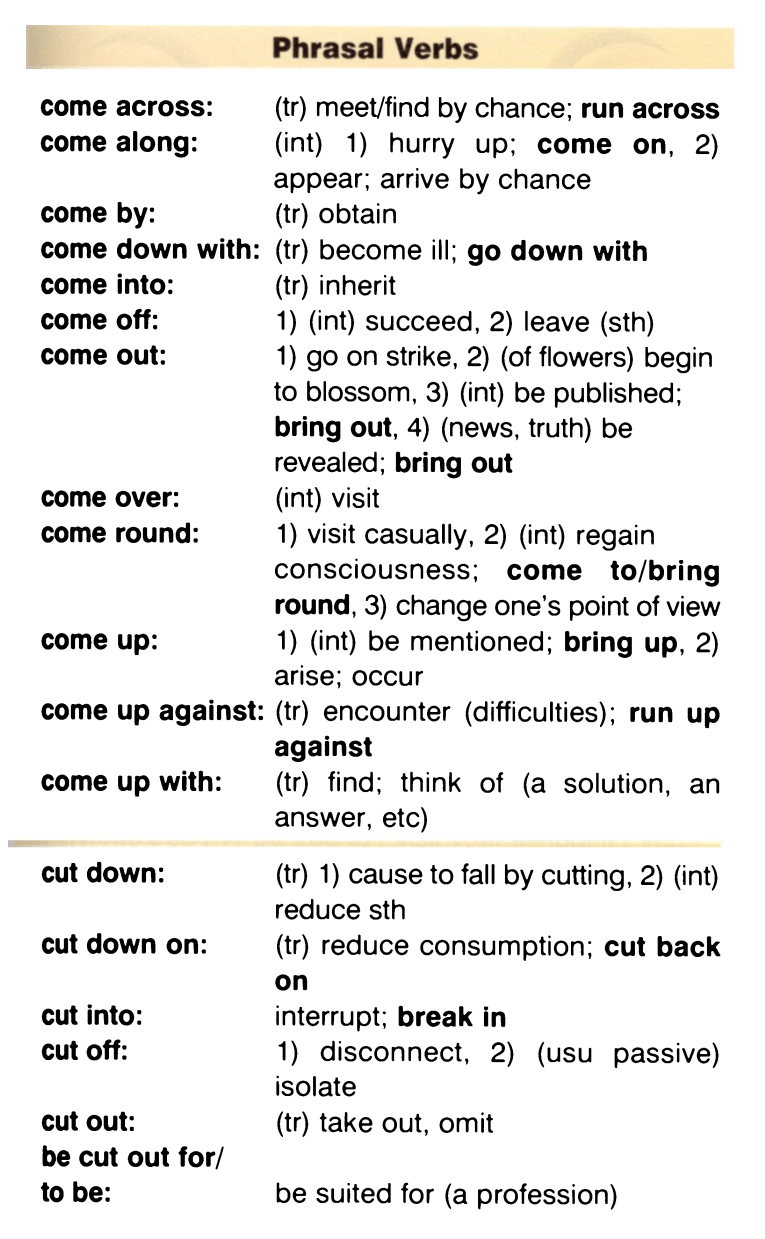 Phrasal Verbs
come across: (tr) meet/find by chance; run across
come along: (int) 1) hurry up; come on, 2)
appear; arrive by chance
come by: (tr) obtain
come down with: (tr) become ill; go down with
come into: (tr) inherit
come off: 1) (int) succeed, 2) leave (sth)
come out: 1) go on strike, 2) (of flowers) begin
to blossom, 3) (int) be published;
bring out, 4) (news, truth) be
revealed; bring out
come over: (int) visit
come round: 1) visit casually, 2) (int) regain
consciousness; come to/bring
round, 3) change one's point of view
come up: 1) (int) be mentioned; bring up, 2)
arise; occur
come up against: (tr) encounter (difficulties); run up
against
come up with: (tr) find; think of (a solution, an
answer, etc)
cut down: (tr) 1) cause to fall by cutting, 2) (int)
reduce sth
cut down on: (tr) reduce consumption; cut back
on
cut into: interrupt; break in
cut off: 1) disconnect, 2) (usu passive)
isolate
cut out: (tr) take out, omit
be cut out for/
to be: be suited for (a profession)